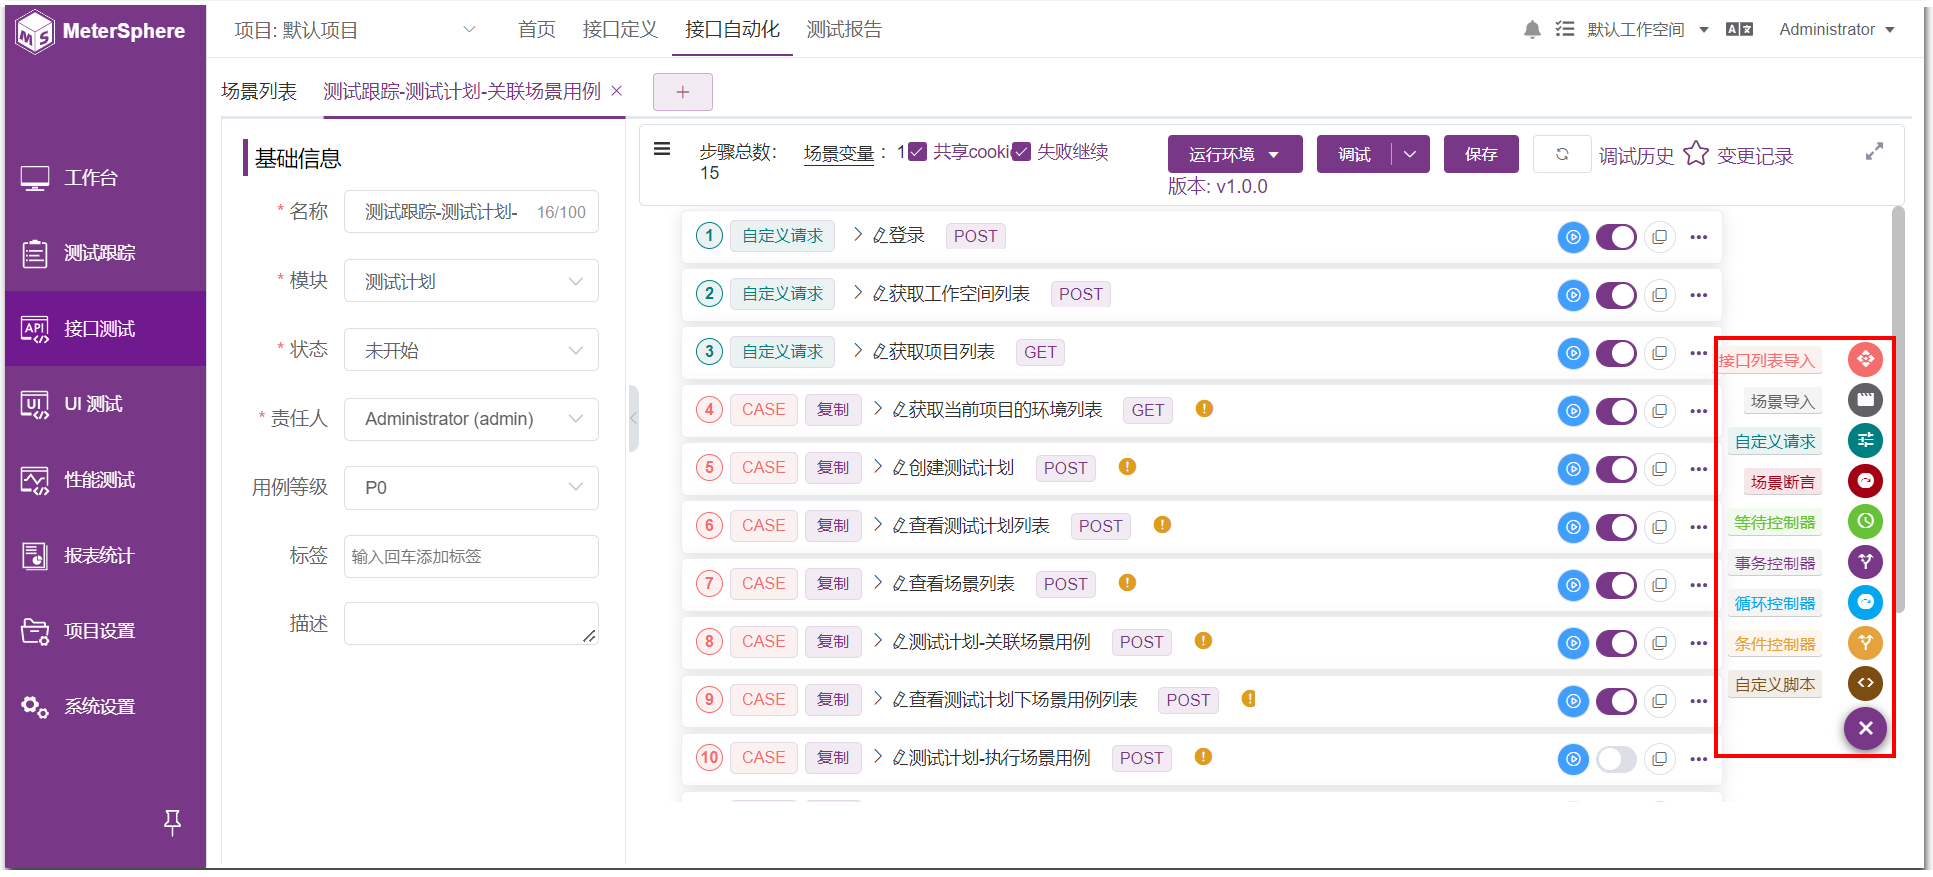 MeterSphere
项目: 默认项目
首页
接口定义
接口自动化
测试报告
默认工作空间
Administrator
场景列表
测试跟踪-测试计划-关联场景用例
工作台
测试跟踪
接口测试
UI 测试
性能测试
报表统计
项目设置
系统设置
基础信息
* 名称
测试跟踪-测试计划-
16/100
* 模块
测试计划
* 状态
未开始
* 责任人
Administrator (admin)
用例等级
P0
标签
输入回车添加标签
描述
步骤总数:
15
场景变量 : 1
共享cooki
失败继续
运行环境
调试
保存
调试历史
变更记录
版本: v1.0.0
1 自定义请求 登录 POST
2 自定义请求 获取工作空间列表 POST
3 自定义请求 获取项目列表 GET
4 CASE 复制 获取当前项目的环境列表 GET
5 CASE 复制 创建测试计划 POST
6 CASE 复制 查看测试计划列表 POST
7 CASE 复制 查看场景列表 POST
8 CASE 复制 测试计划-关联场景用例 POST
9 CASE 复制 查看测试计划下场景用例列表 POST
10 CASE 复制 测试计划-执行场景用例 POST
接口列表导入
场景导入
自定义请求
场景断言
等待控制器
事务控制器
循环控制器
条件控制器
自定义脚本